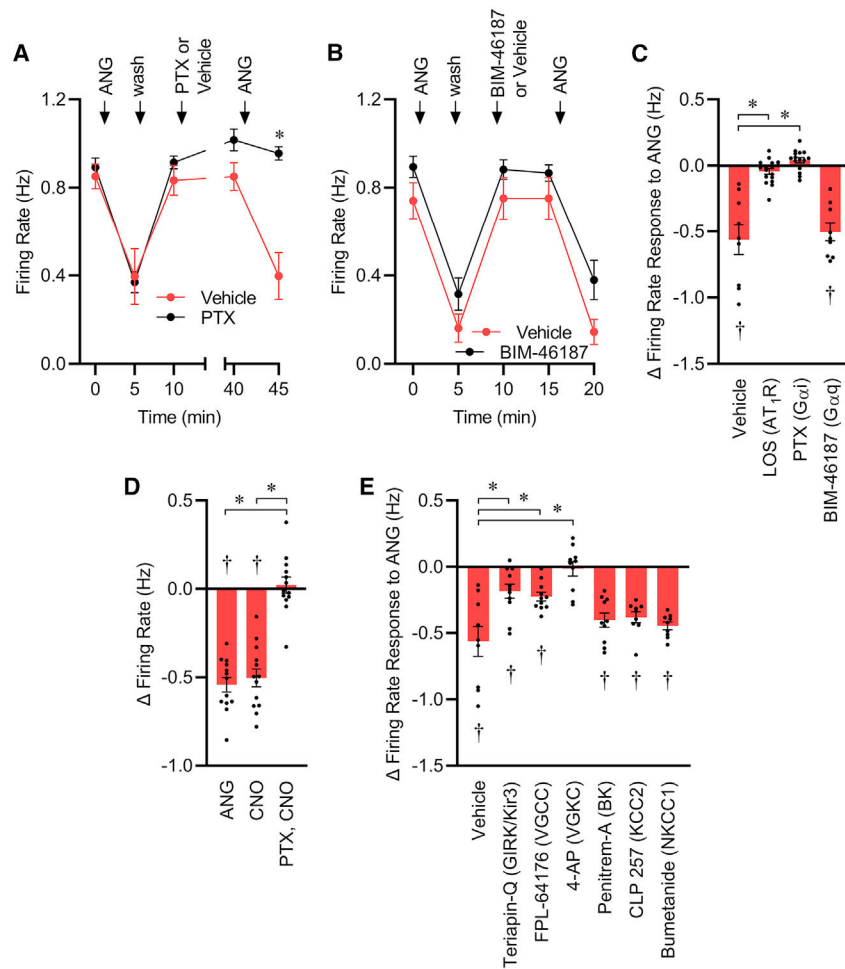 A
ANG
wash
PTX or
Vehicle
ANG
Firing Rate (Hz)
1.2
0.8
0.4
0.0
*
Vehicle
PTX
0
5
10
40
45
Time (min)
B
ANG
wash
BIM-46187
or Vehicle
ANG
Firing Rate (Hz)
1.2
0.8
0.4
0.0
Vehicle
BIM-46187
0
5
10
15
20
Time (min)
C
Δ Firing Rate Response to ANG (Hz)
0.5
0.0
-0.5
-1.0
-1.5
*
*
†
†
Vehicle
LOS (AT₁R)
PTX (Gαi)
BIM-46187 (Gαq)
D
Δ Firing Rate (Hz)
0.5
0.0
-0.5
-1.0
*
*
†
†
ANG
CNO
PTX, CNO
E
Δ Firing Rate Response to ANG (Hz)
0.5
0.0
-0.5
-1.0
-1.5
*
*
*
†
†
†
†
†
†
Vehicle
Teriapin-Q (GIRK/Kir3)
FPL-64176 (VGCC)
4-AP (VGKC)
Penitrem-A (BK)
CLP 257 (KCC2)
Bumetanide (NKCC1)